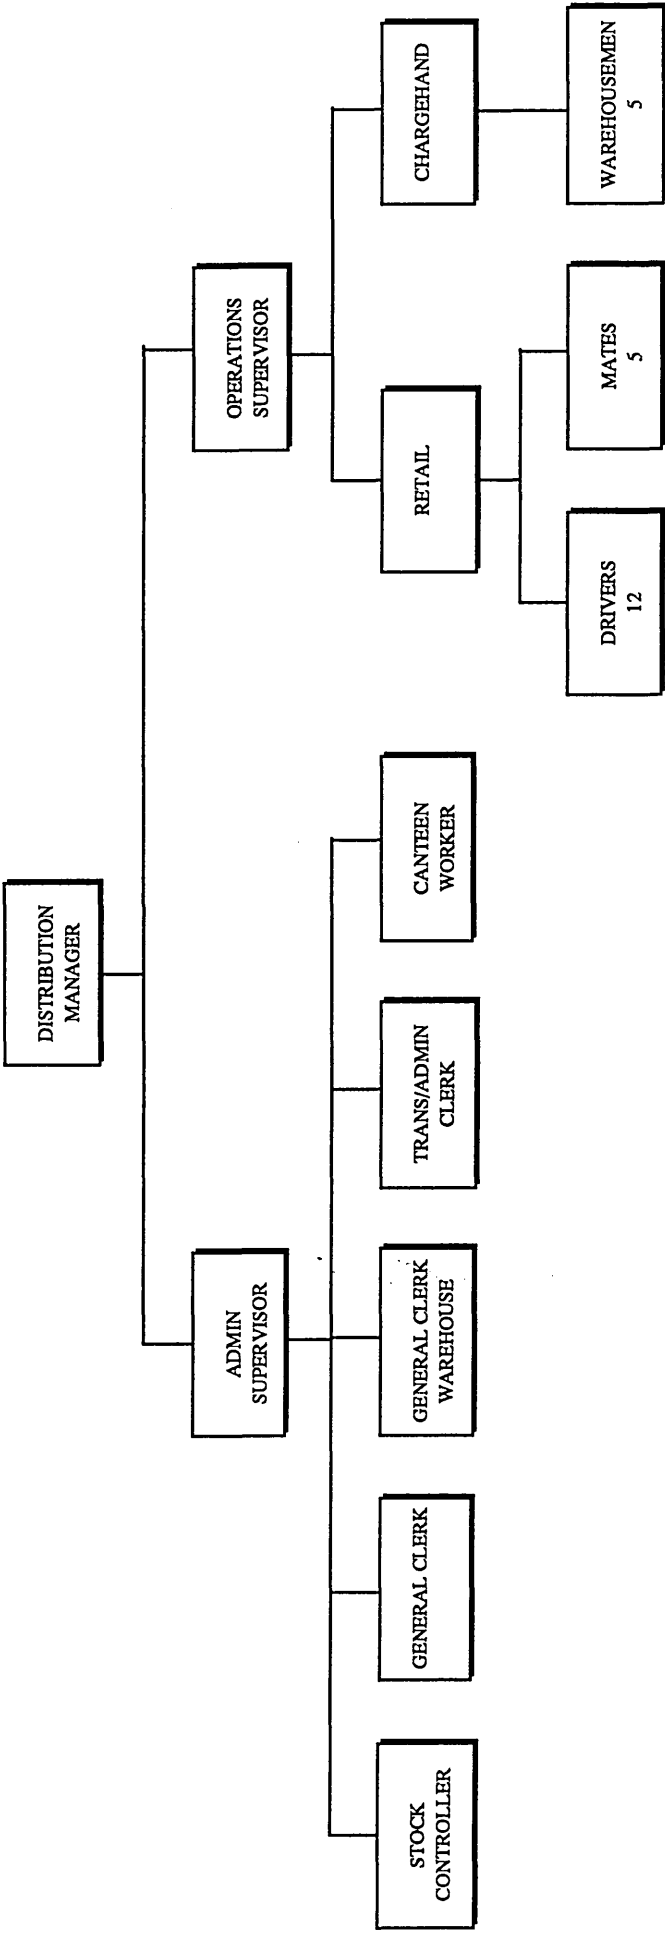 DISTRIBUTION
MANAGER
ADMIN
SUPERVISOR
OPERATIONS
SUPERVISOR
STOCK
CONTROLLER
GENERAL CLERK
GENERAL CLERK
WAREHOUSE
TRANS/ADMIN
CLERK
CANTEEN
WORKER
RETAIL
CHARGEHAND
DRIVERS
12
MATES
5
WAREHOUSEMEN
5